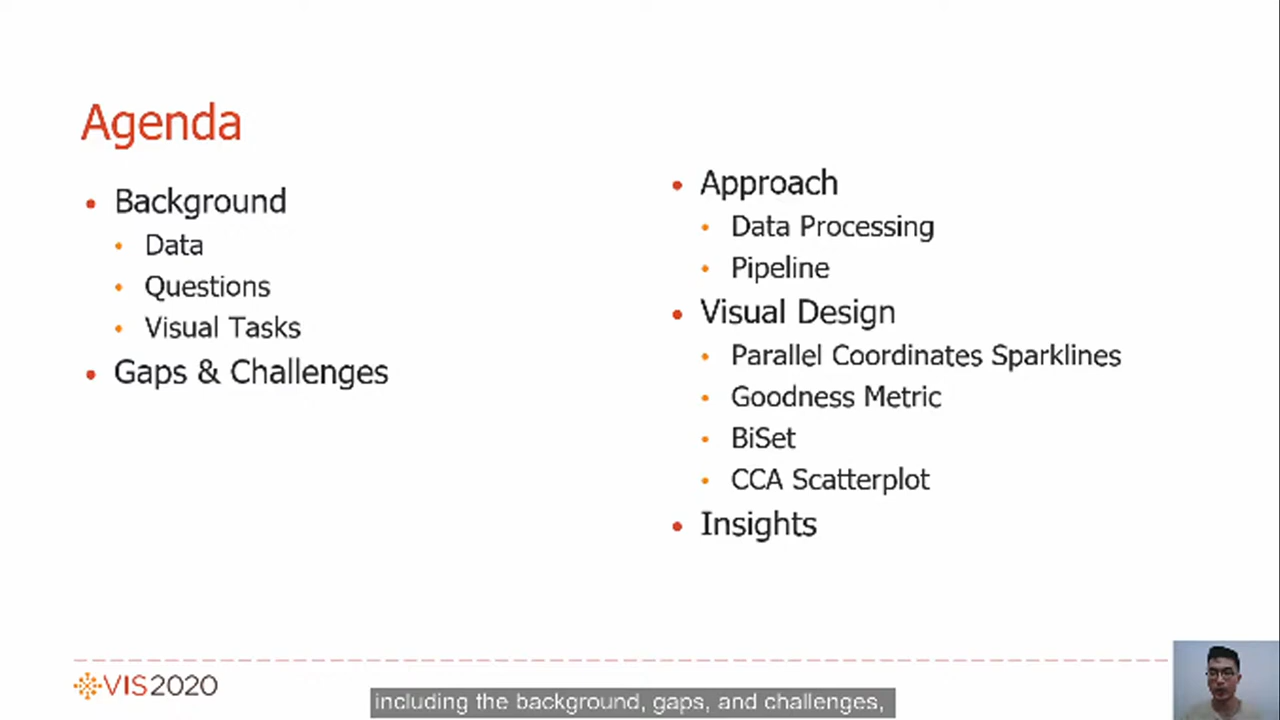 Agenda
Background
Data
Questions
Visual Tasks
Gaps & Challenges
Approach
Data Processing
Pipeline
Visual Design
Parallel Coordinates Sparklines
Goodness Metric
BiSet
CCA Scatterplot
Insights
VIS2020
including the background, gaps, and challenges,